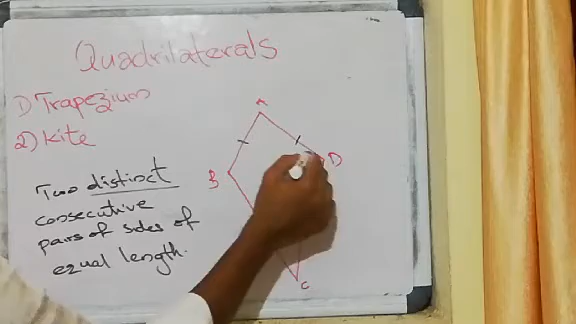 Quadrilaterals
1) Trapezium
2) Kite
Two distinct
consecutive
pairs of sides of
equal length.
A
B
D
C